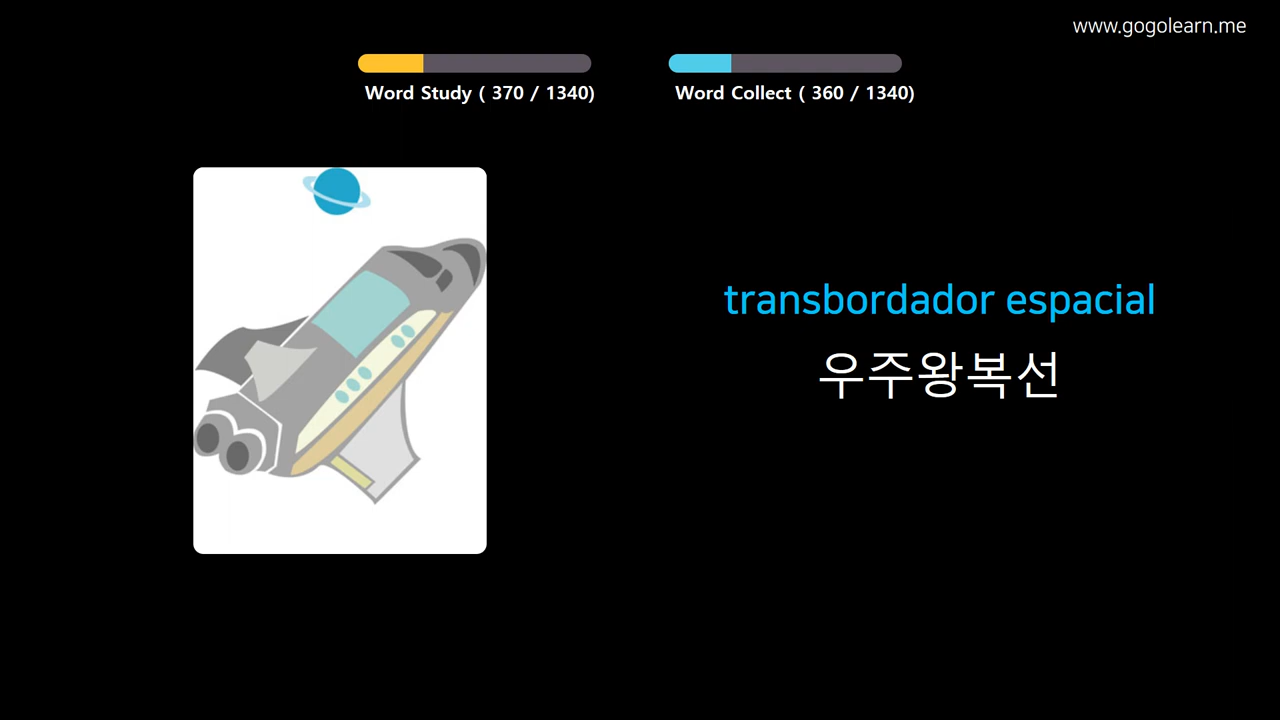 www.gogolearn.me
Word Study ( 370 / 1340)
Word Collect ( 360 / 1340)
transbordador espacial
우주왕복선